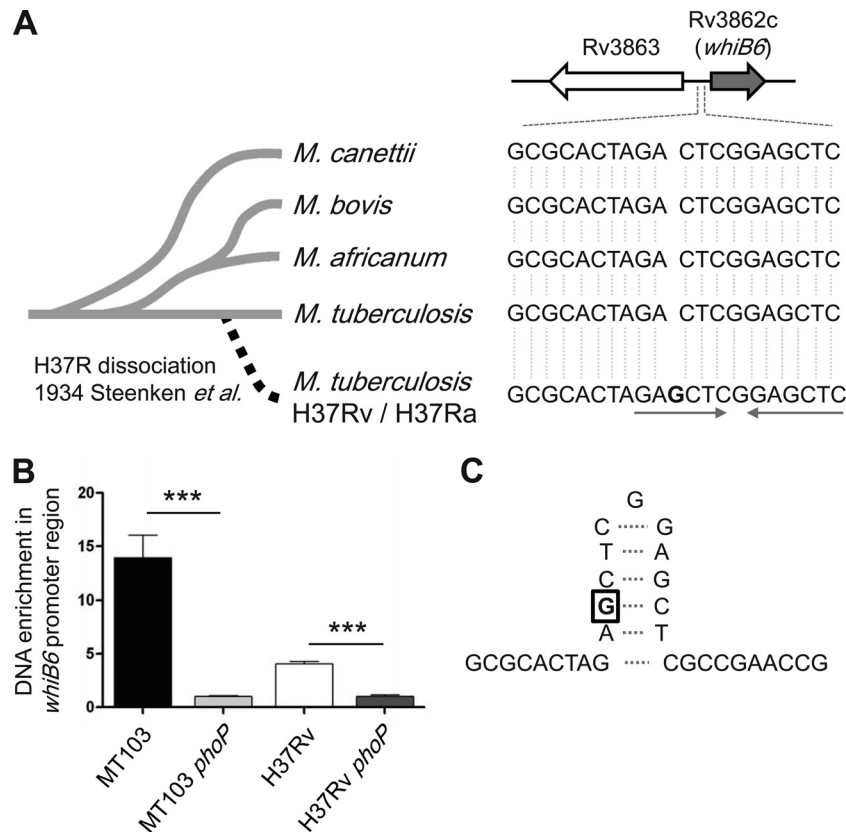 A
Rv3863
Rv3862c
(whiB6)
M. canettii
GCGCACTAGA CTCGGAGCTC
M. bovis
GCGCACTAGA CTCGGAGCTC
M. africanum
GCGCACTAGA CTCGGAGCTC
M. tuberculosis
GCGCACTAGA CTCGGAGCTC
H37R dissociation
1934 Steenken et al.
M. tuberculosis
H37Rv / H37Ra
GCGCACTAGAGCTCGGAGCTC
B
DNA enrichment in
whiB6 promoter region
20
15
10
5
0
***
***
MT103
MT103 phoP
H37Rv
H37Rv phoP
C
G
C G
T A
C G
G C
A T
GCGCACTAG CGCCGAACCG